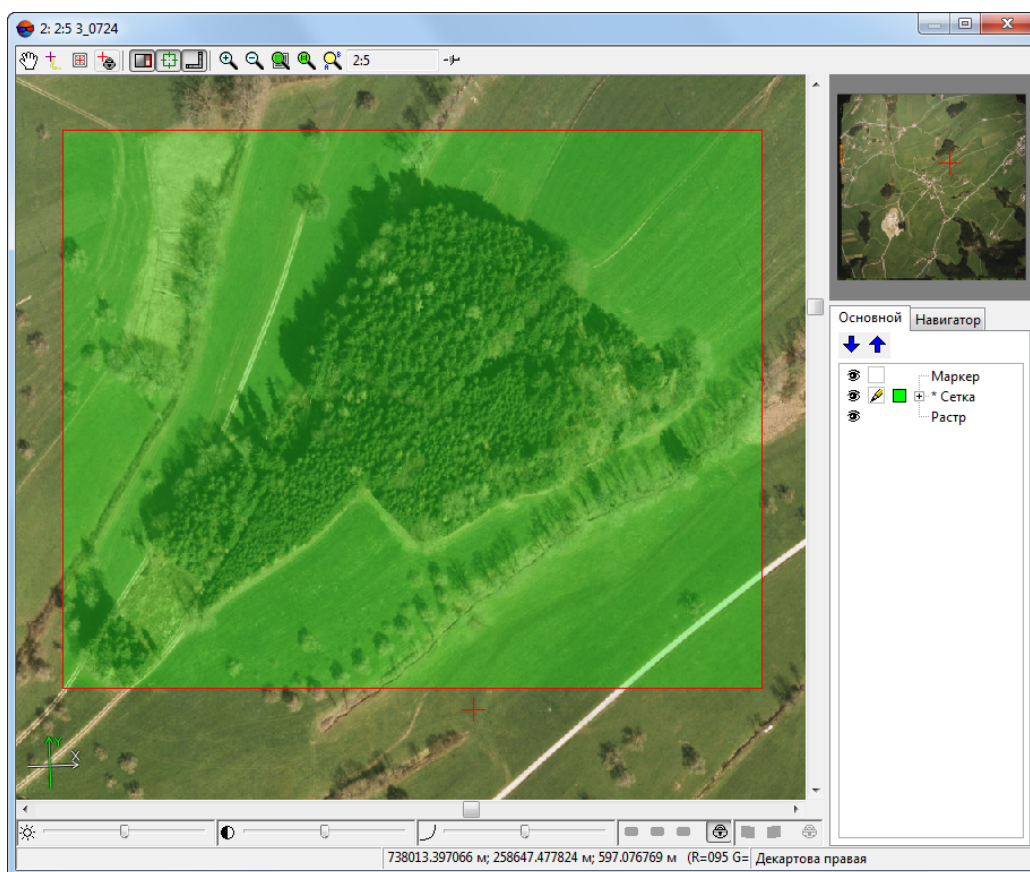 2: 2:5 3_0724
2:5
Основной
Навигатор
Маркер
* Сетка
Растр
Y
X
738013.397066 м; 258647.477824 м; 597.076769 м (R=095 G= Декартова правая